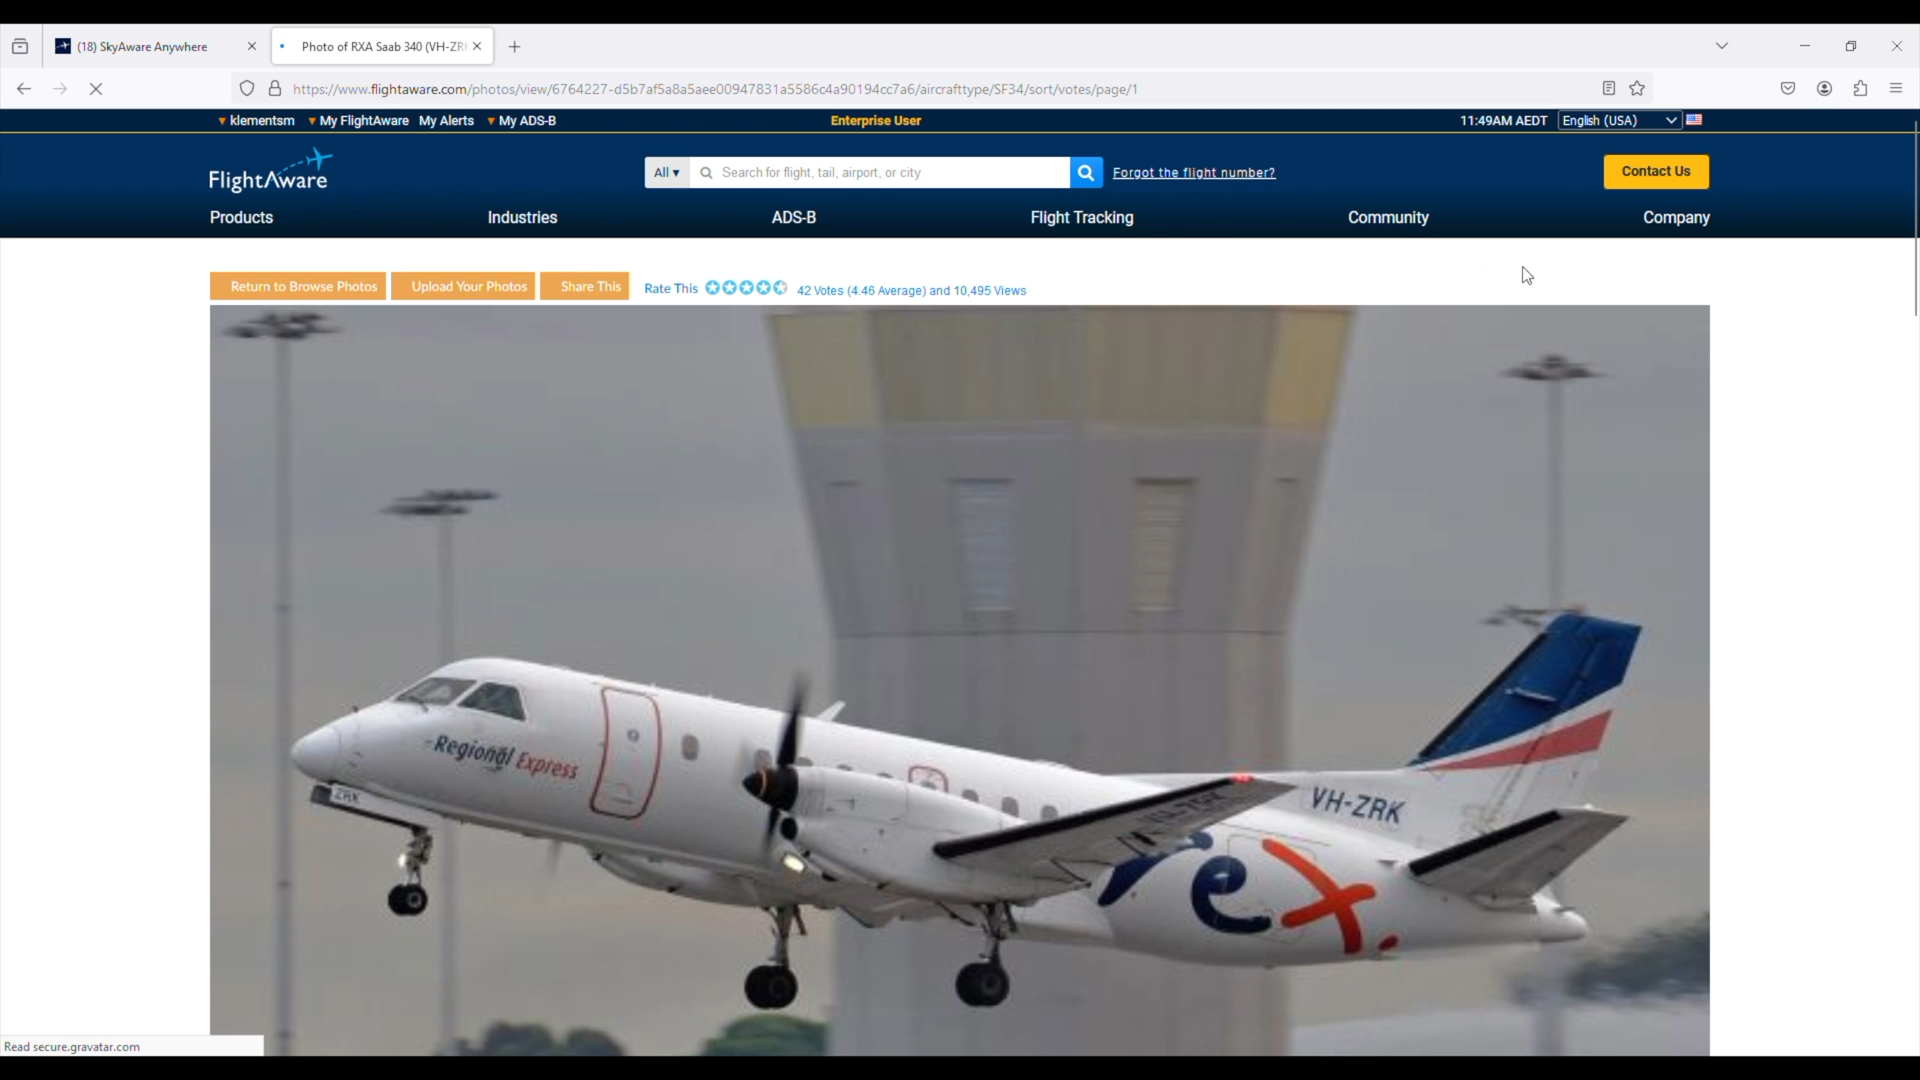 (18) SkyAware Anywhere
Photo of RXA Saab 340 (VH-ZR
https://www.flightaware.com/photos/view/6764227-d5b7af5a8a5aee00947831a5586c4a90194cc7a6/aircrafttype/SF34/sort/votes/page/1
klementsm My FlightAware My Alerts My ADS-B Enterprise User 11:49AM AEDT English (USA)
FlightAware All Search for flight, tail, airport, or city Forgot the flight number? Contact Us
Products Industries ADS-B Flight Tracking Community Company
Return to Browse Photos Upload Your Photos Share This Rate This 42 Votes (4.46 Average) and 10,495 Views
Regional Express
ZRK
VH-ZRK
rex.
Read secure.gravatar.com